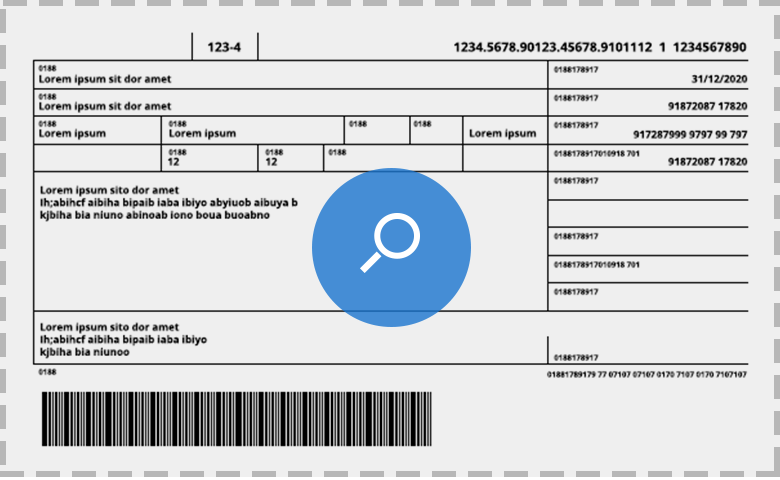 123-4
1234.5678.90123.45678.9101112 1 1234567890
0188
0188178917
Lorem ipsum sit dor amet
31/12/2020
0188
0188178917
Lorem ipsum sit dor amet
91872087 17820
0188
0188
0188
0188178917
Lorem ipsum
Lorem ipsum
Lorem ipsum
917287999 9797 99 797
0188
0188
0188
0188178917010918 701
12
12
91872087 17820
0188178917
Lorem ipsum sito dor amet
lh;abihcf aibiha bipaib iaba ibiyo abyiuob aibuya b
kjbiha bia niuno abinoab iono boua buoabno
0188178917
0188178917010918 701
0188178917
Lorem ipsum sito dor amet
lh;abihcf aibiha bipaib iaba ibiyo
kjbiha bia niunoo
0188178917
0188
01881789179 77 07107 07107 0170 7107 0170 7107107